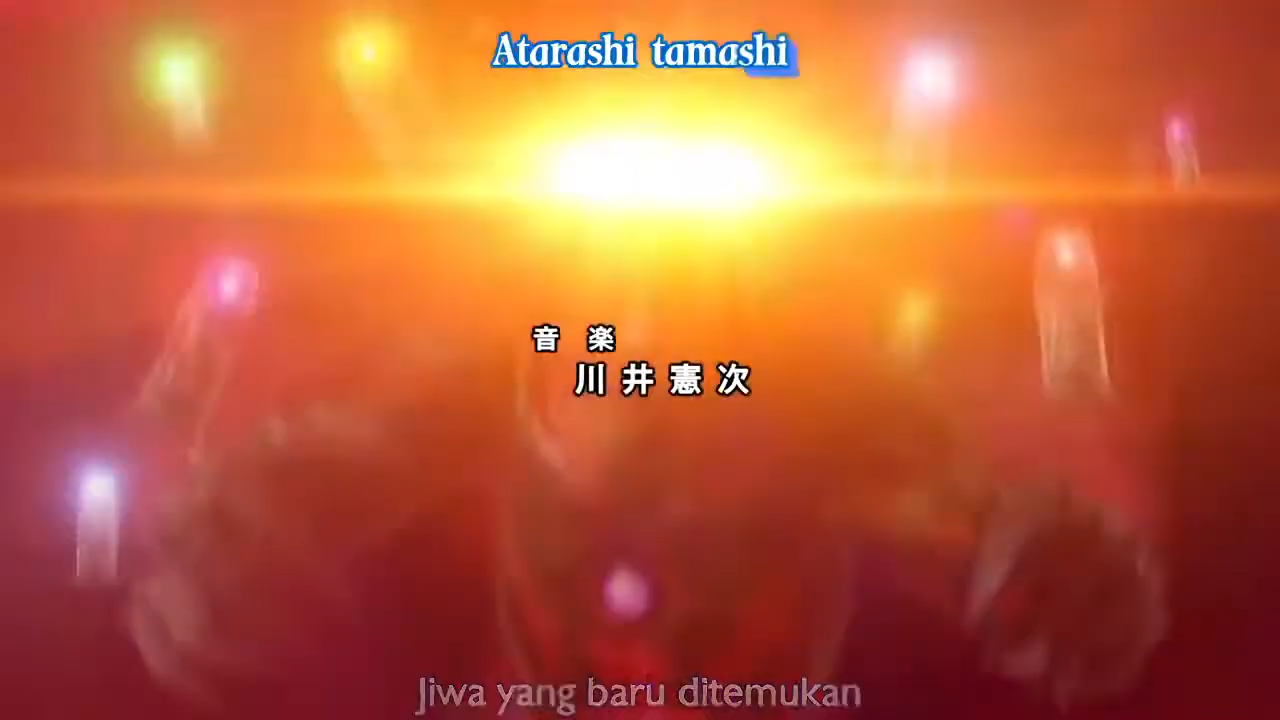 Atarashi tamashi
音 楽
川 井 憲 次
Jiwa yang baru ditemukan